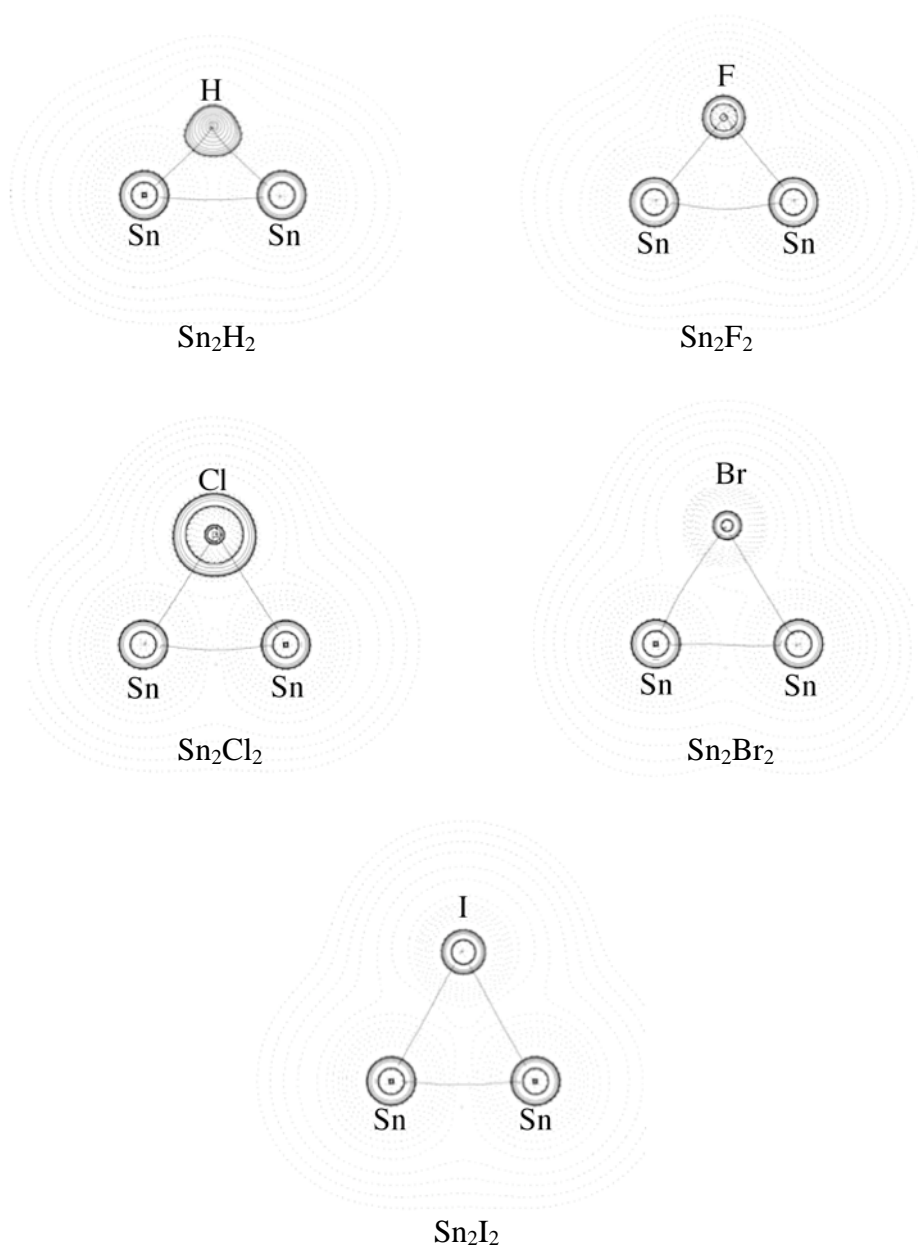 H
Sn Sn
Sn₂H₂
F
Sn Sn
Sn₂F₂
Cl
Sn Sn
Sn₂Cl₂
Br
Sn Sn
Sn₂Br₂
I
Sn Sn
Sn₂I₂